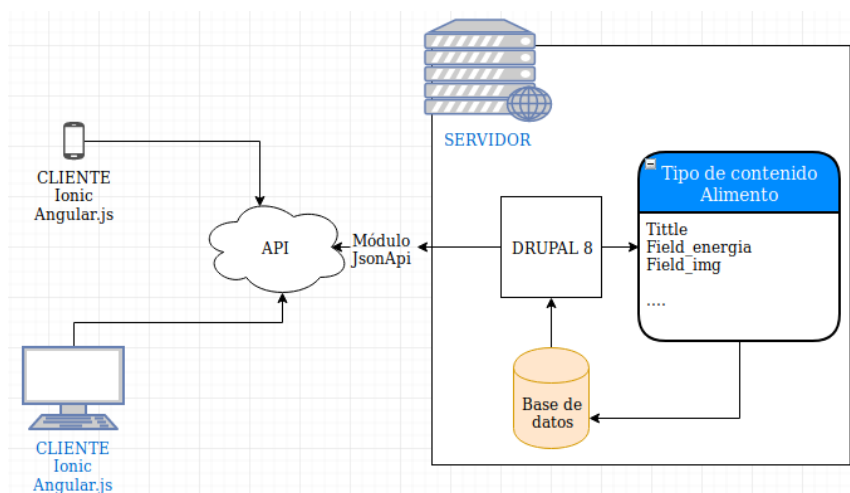 SERVIDOR
CLIENTE
Ionic
Angular.js
API
Módulo
JsonApi
DRUPAL 8
Tipo de contenido
Alimento
Tittle
Field_energia
Field_img
....
Base de
datos
CLIENTE
Ionic
Angular.js